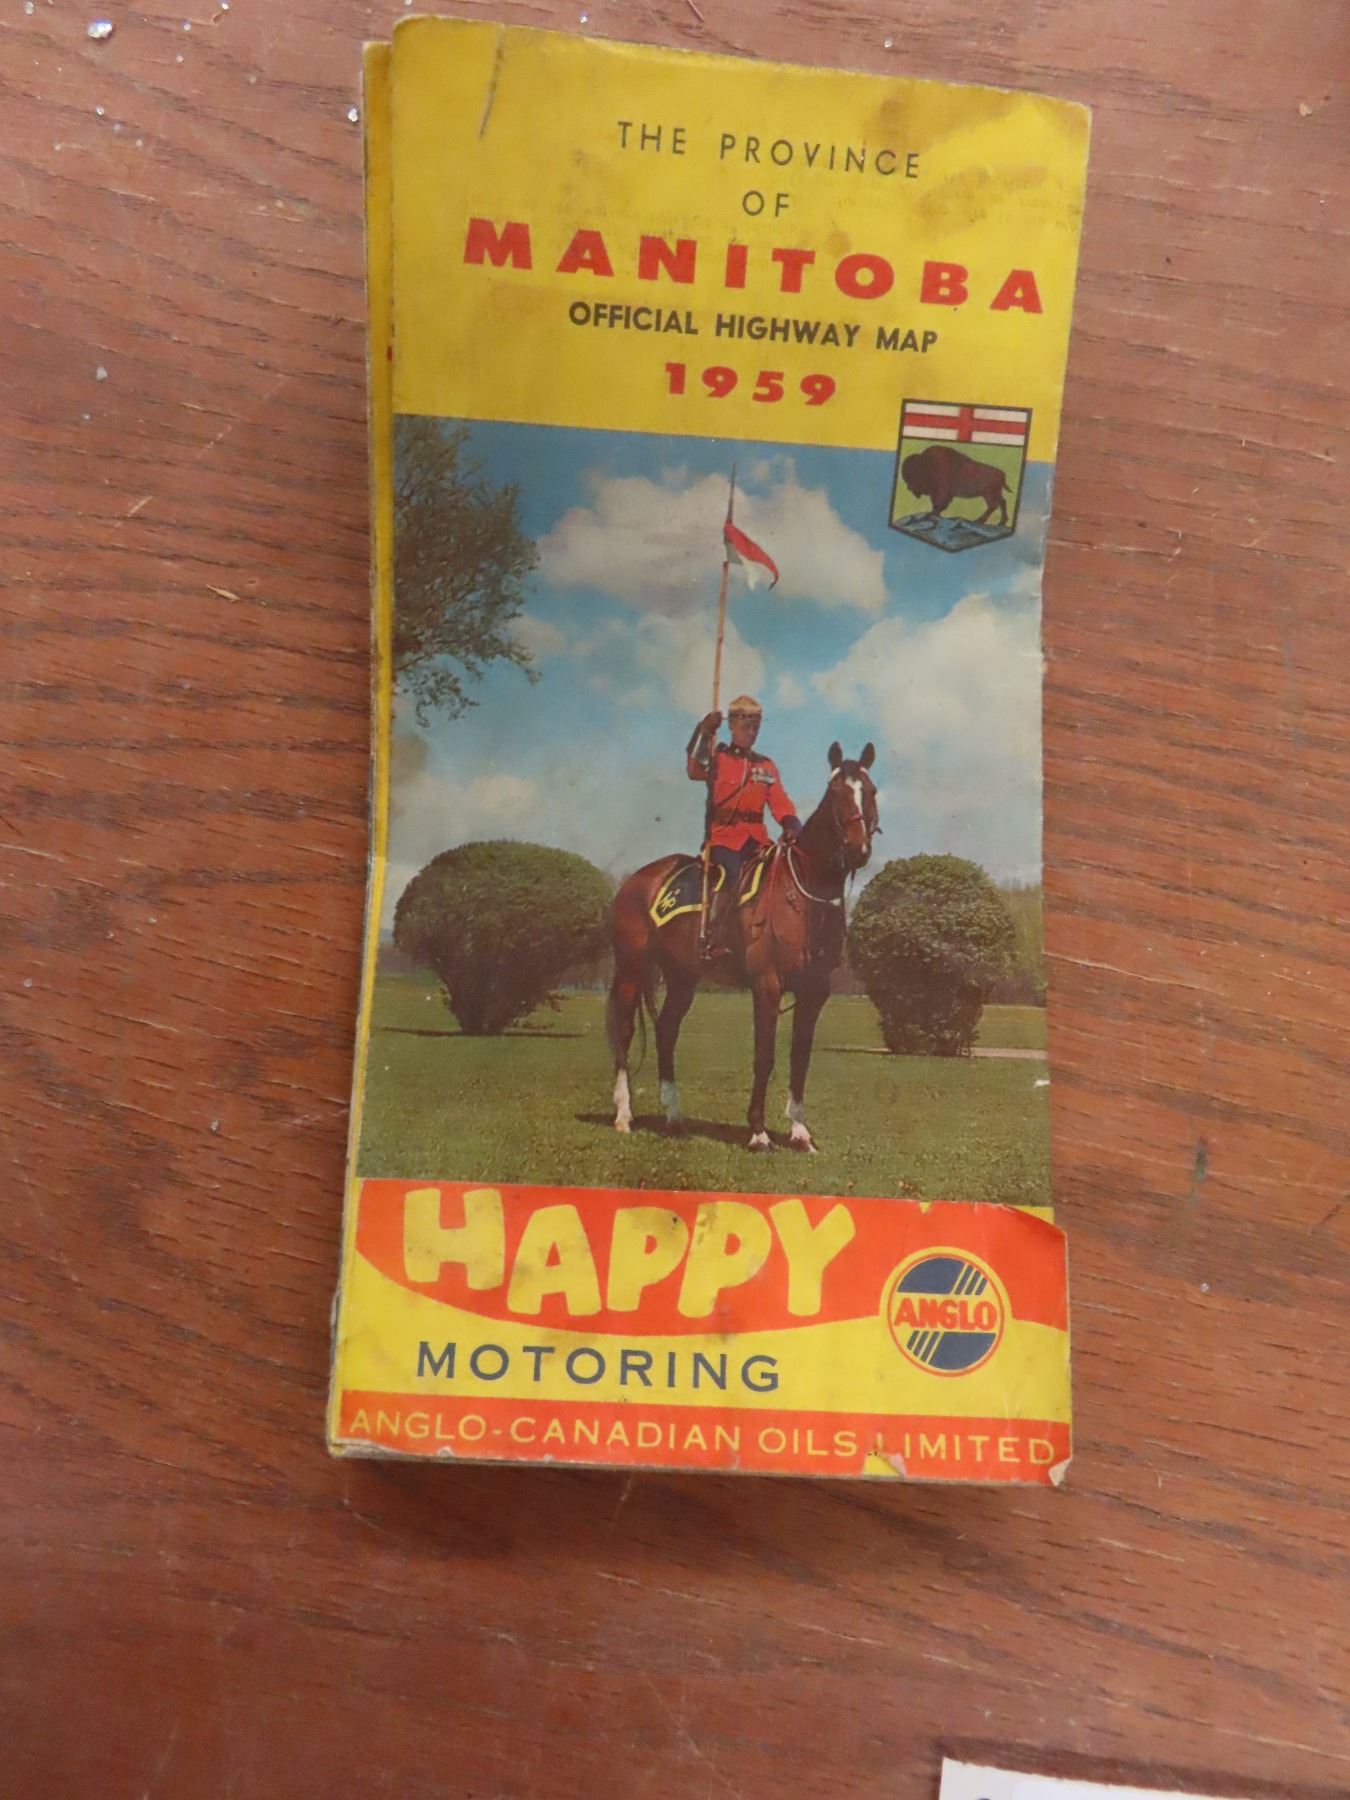 THE PROVINCE
OF
MANITOBA
OFFICIAL HIGHWAY MAP
1959
HAPPY
ANGLO
MOTORING
ANGLO-CANADIAN OILS LIMITED